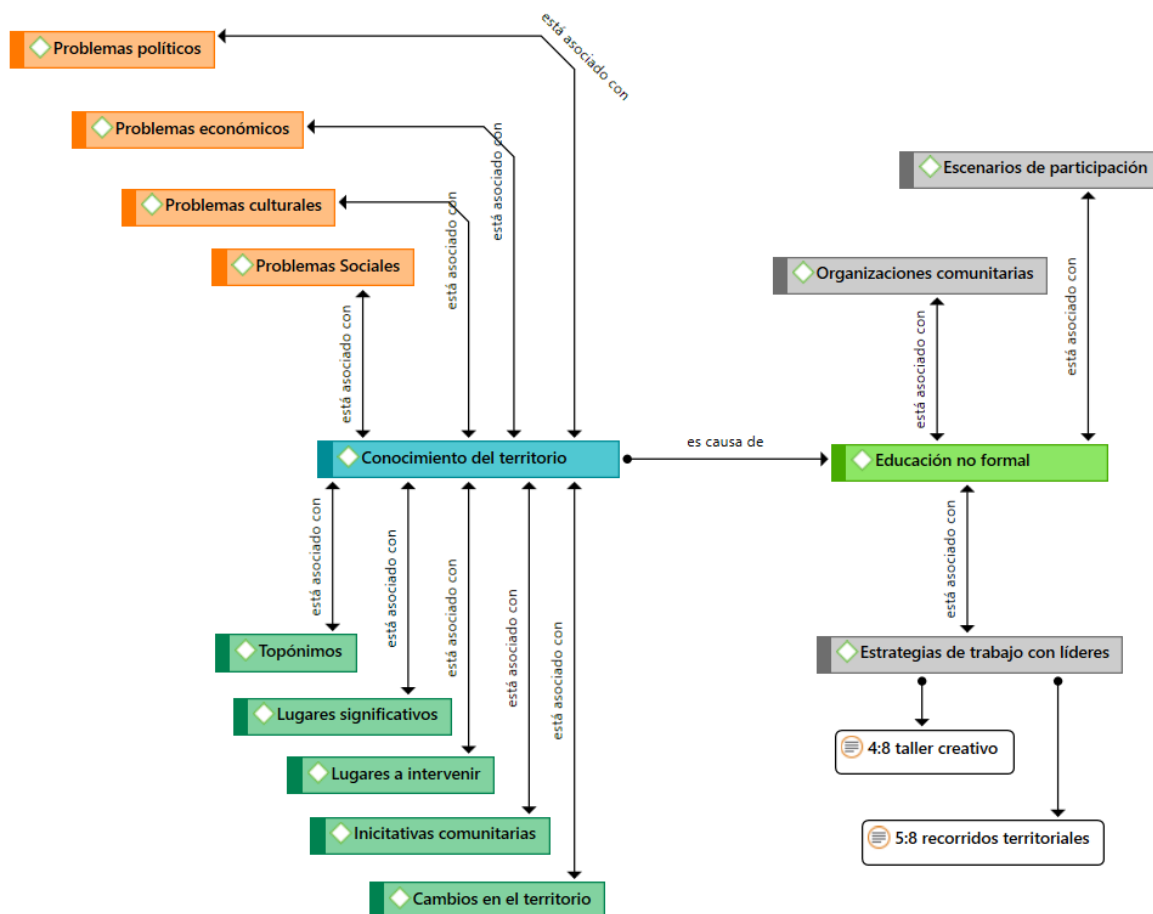 Problemas políticos
está asociado con
Problemas económicos
está asociado con
Escenarios de participación
Problemas culturales
está asociado con
Problemas Sociales
Organizaciones comunitarias
está asociado con
está asociado con
está asociado con
Conocimiento del territorio
es causa de
Educación no formal
está asociado con
está asociado con
está asociado con
está asociado con
está asociado con
está asociado con
Topónimos
Estrategias de trabajo con líderes
Lugares significativos
4:8 taller creativo
Lugares a intervenir
Inicitativas comunitarias
5:8 recorridos territoriales
Cambios en el territorio